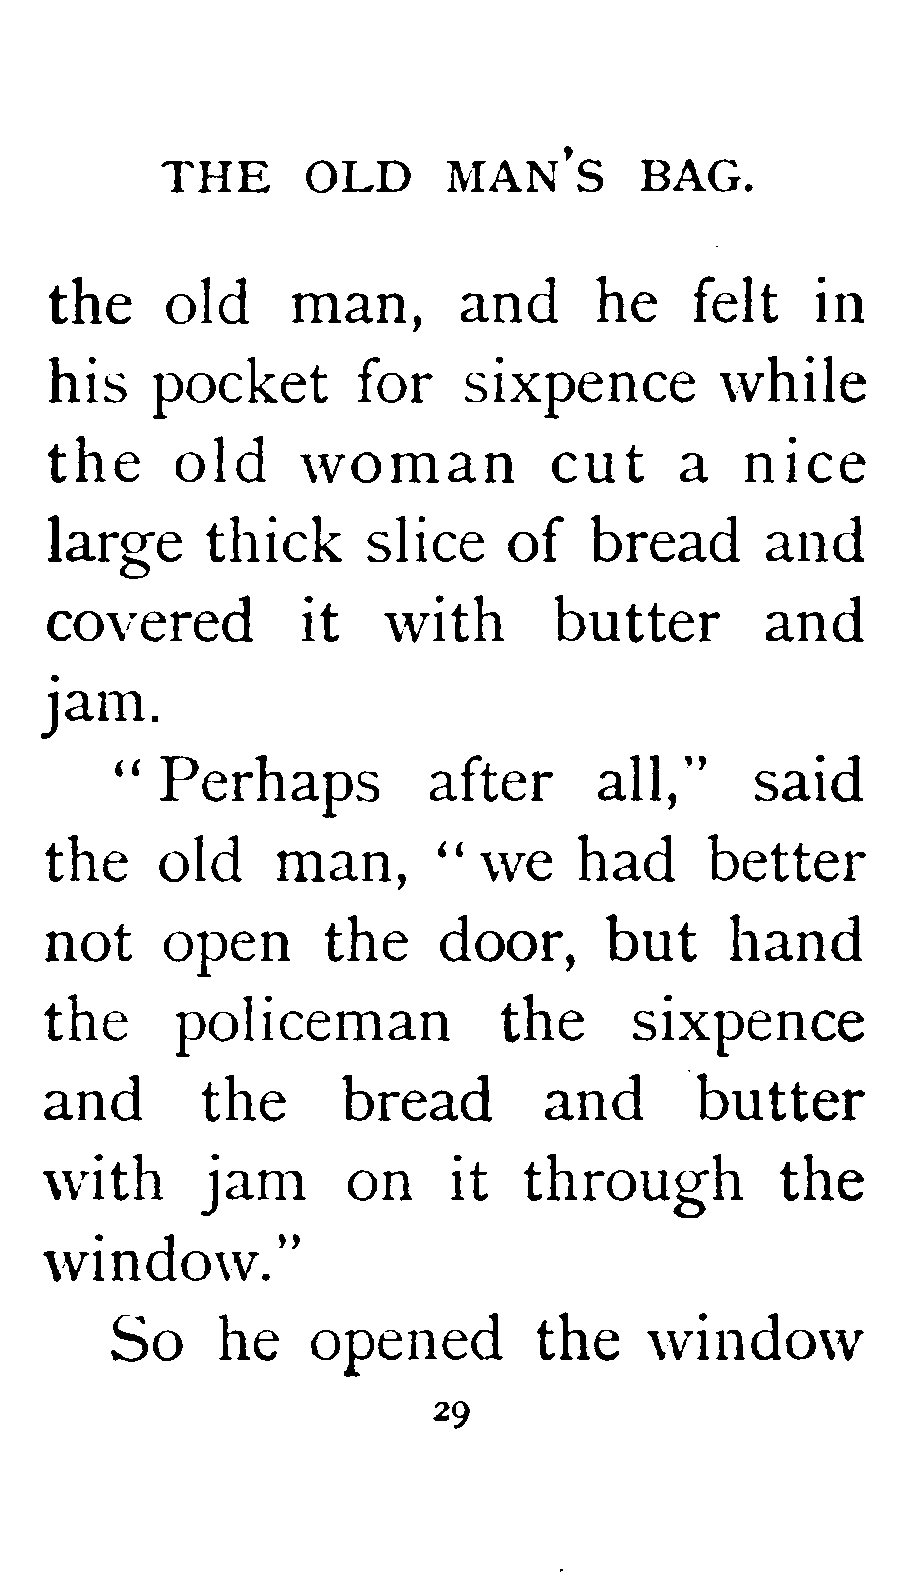 THE OLD MAN'S BAG.
the old man, and he felt in
his pocket for sixpence while
the old woman cut a nice
large thick slice of bread and
covered it with butter and
jam.
" Perhaps after all," said
the old man, " we had better
not open the door, but hand
the policeman the sixpence
and the bread and butter
with jam on it through the
window."
So he opened the window
29